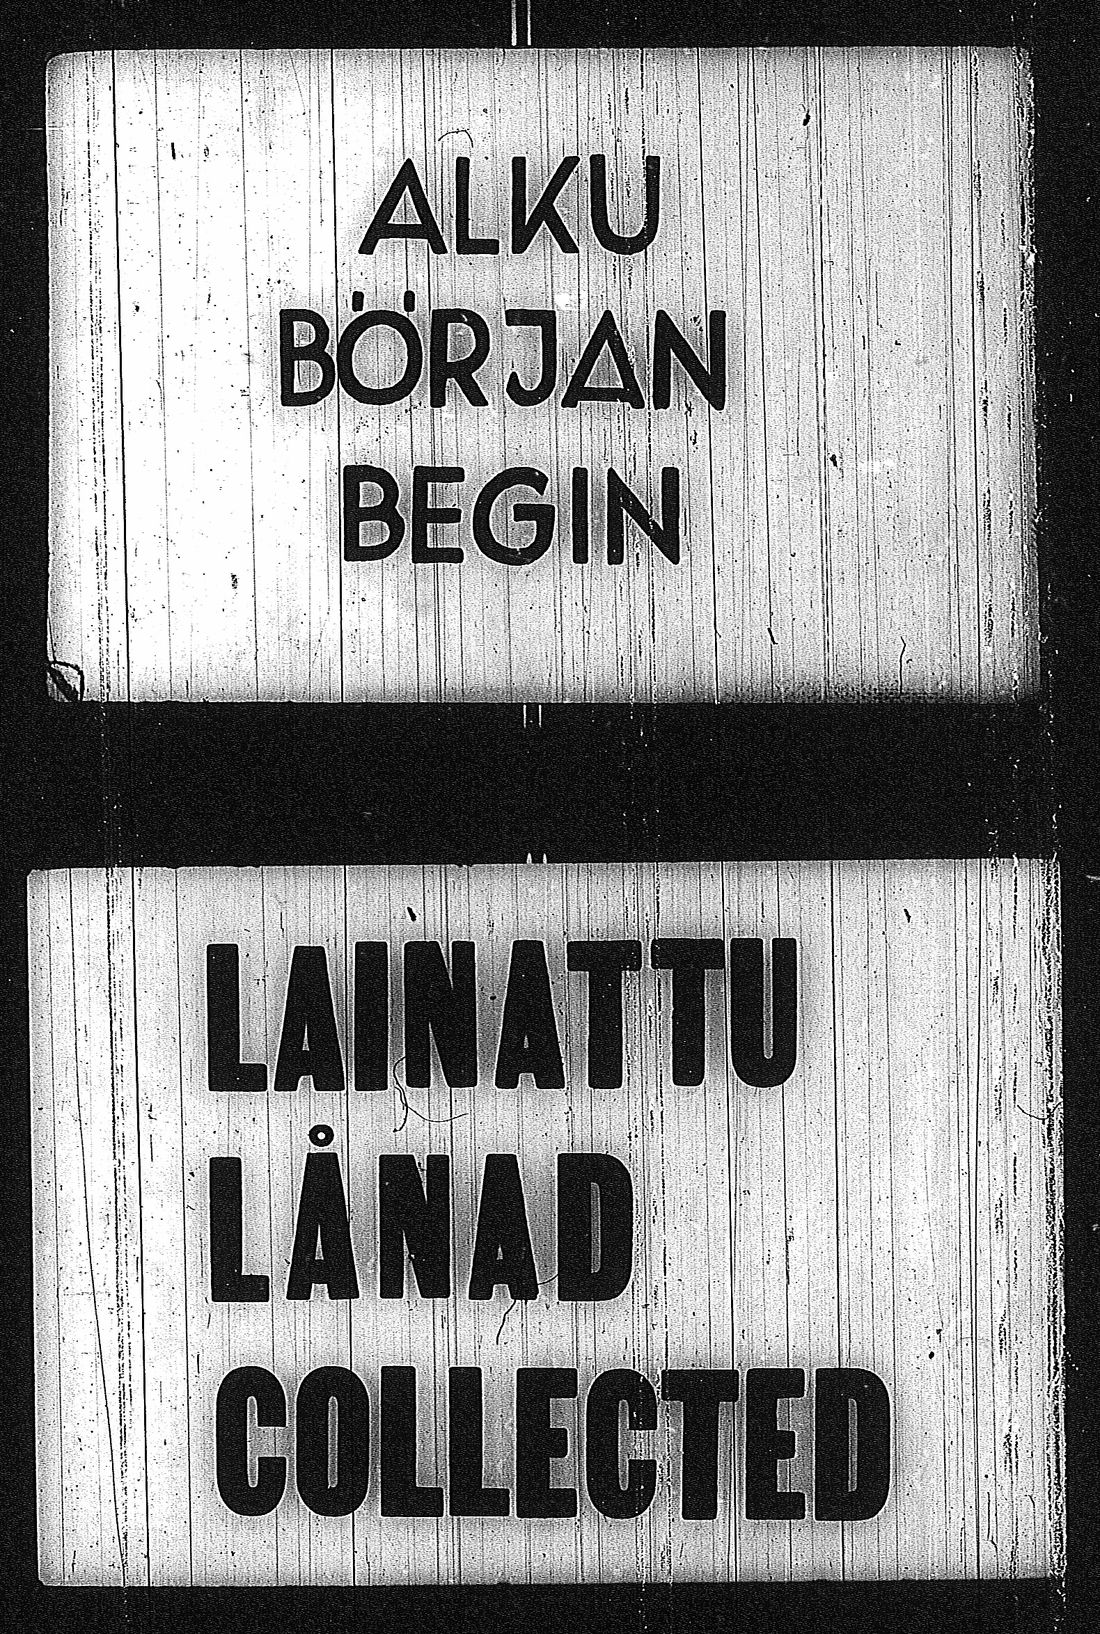 ALKU
BÖRJAN
BEGIN
LAINATTU
LÅNAD
COLLECTED